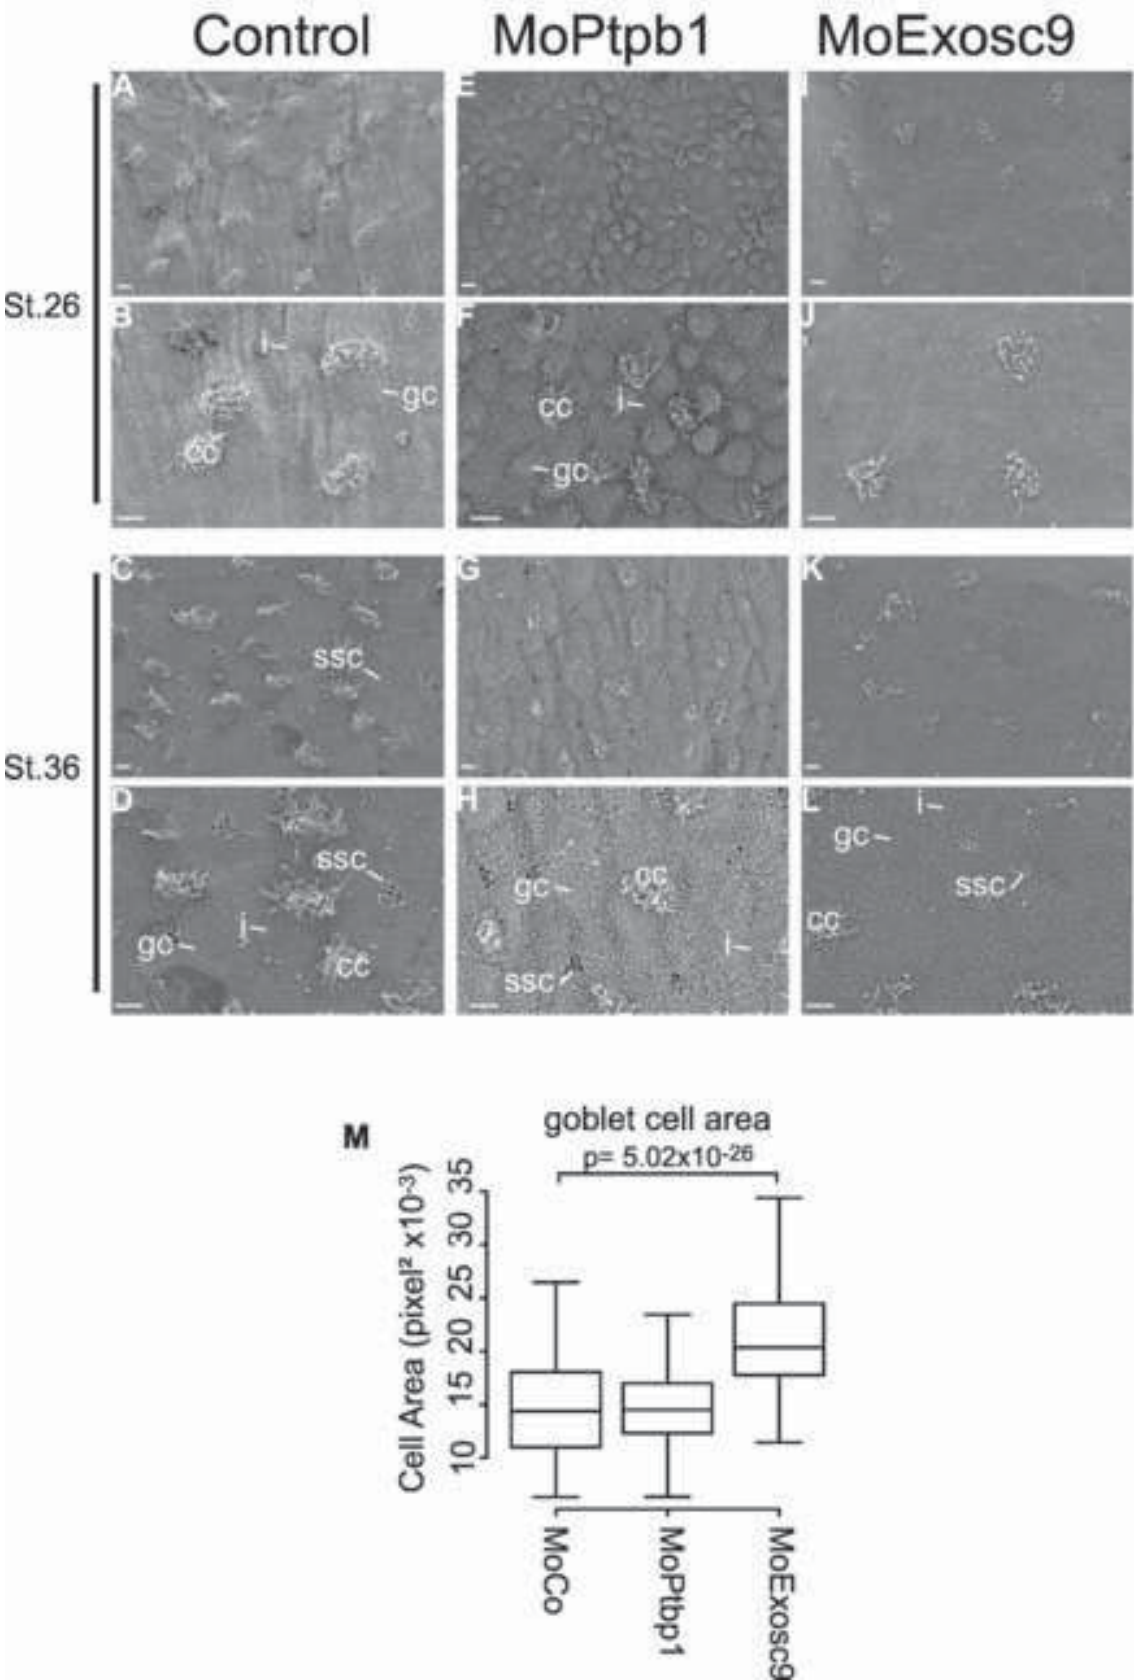 Control MoPtpb1 MoExosc9
A E I
St.26
B F J
i
gc
cc
cc
i
gc
C G K
ssc
St.36
D H L
ssc
i
gc
cc
gc
cc
i
ssc
i
gc
ssc
cc
M
goblet cell area
p= 5.02x10-26
Cell Area (pixel² x10-3)
35
30
25
20
15
10
MoCo
MoPtbp1
MoExosc9